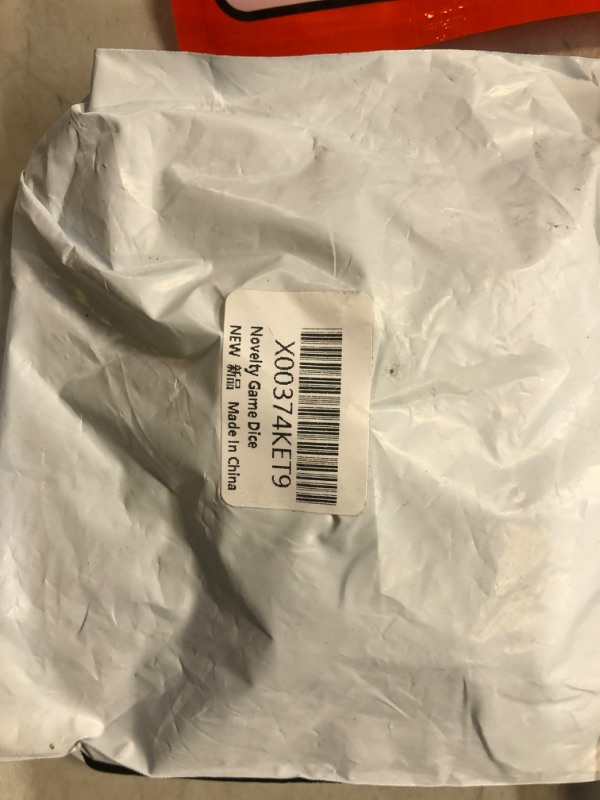 X00374KET9
Novelty Game Dice
NEW 新品 Made In China